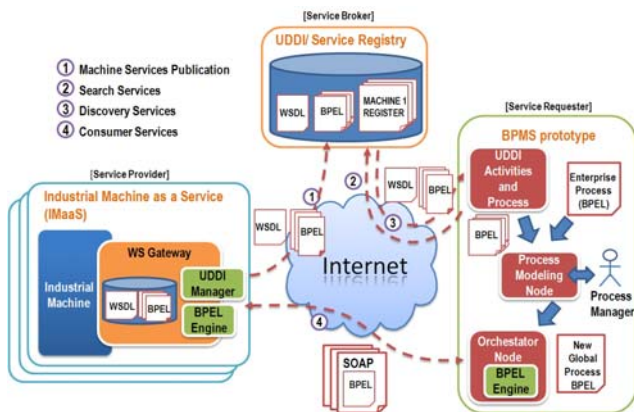 [Service Broker]
UDDI/ Service Registry
WSDL
BPEL
MACHINE 1
REGISTER
1 Machine Services Publication
2 Search Services
3 Discovery Services
4 Consumer Services
[Service Provider]
Industrial Machine as a Service
(IMaaS)
Industrial
Machine
WS Gateway
WSDL
BPEL
UDDI
Manager
BPEL
Engine
1
WSDL
BPEL
2
3
WSDL
BPEL
Internet
4
SOAP
BPEL
[Service Requester]
BPMS prototype
UDDI
Activities and
Process
Enterprise
Process
(BPEL)
BPEL
Process
Modeling
Node
Process
Manager
Orchestrator
Node
BPEL
Engine
New
Global
Process
BPEL